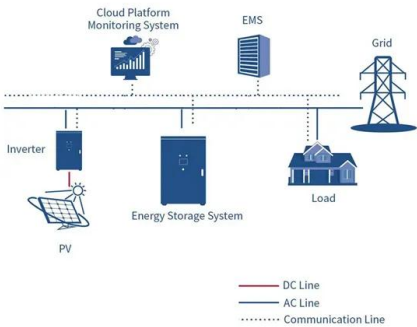 Cloud Platform
Monitoring System
EMS
Grid
Inverter
Energy Storage System
Load
PV
DC Line
AC Line
Communication Line